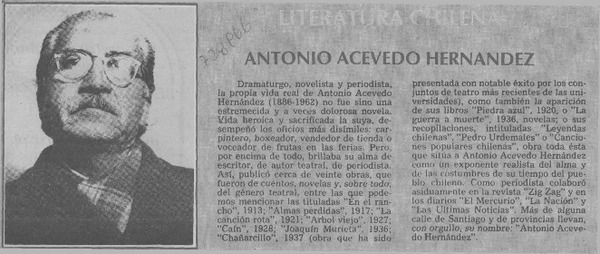 LITERATURA CHILENA
ANTONIO ACEVEDO HERNANDEZ
Dramaturgo, novelista y periodista,
la propia vida real de Antonio Acevedo
Hernández (1886-1962) no fue sino una
estremecida y a veces dolorosa novela.
Vida heroica y sacrificada la suya, de-
sempeñó los oficios más disímiles: car-
pintero, boxeador, vendedor de tienda o
voceador de frutas en las ferias. Pero,
por encima de todo, brillaba su alma de
escritor, de autor teatral, de periodista.
Así, publicó cerca de veinte obras, que
fueron de cuentos, novelas y, sobre todo,
del género teatral, entre las que pode-
mos mencionar las tituladas "En el ran-
cho", 1913; "Almas perdidas", 1917; "La
canción rota", 1921; "Arbol viejo", 1927;
"Caín", 1928; "Joaquín Murieta", 1936;
"Chañarcillo", 1937 (obra que ha sido
presentada con notable éxito por los con-
juntos de teatro más recientes de las uni-
versidades), como también la aparición
de sus libros "Piedra azul", 1920, o "La
guerra a muerte", 1936, novelas; o sus
recopilaciones, intituladas "Leyendas
chilenas", "Pedro Urdemales" o "Cancio-
nes populares chilenas", obra toda ésta
que sitúa a Antonio Acevedo Hernández
como un exponente realista del alma y
de las costumbres de su tiempo del pue-
blo chileno. Como periodista colaboró
asiduamente en la revista "Zig Zag" y en
los diarios "El Mercurio", "La Nación" y
"Las Ultimas Noticias". Más de alguna
calle de Santiago y de provincias llevan,
con orgullo, su nombre: "Antonio Aceve-
do Hernández".